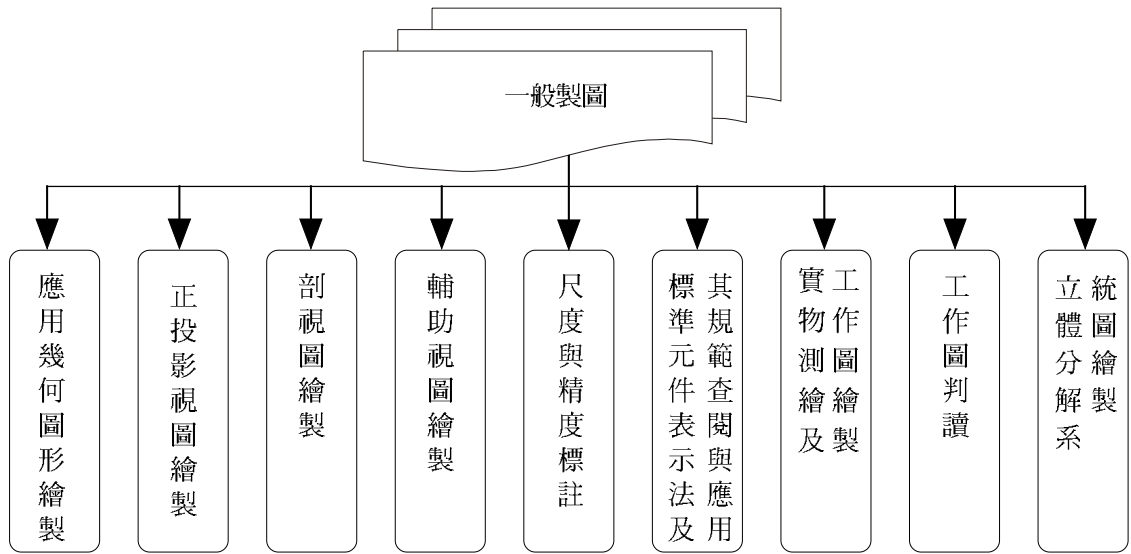 一般製圖
應用幾何圖形繪製
正投影視圖繪製
剖視圖繪製
輔助視圖繪製
尺度與精度標註
標準元件表示法及
其規範查閱與應用
實物測繪及
工作圖繪製
工作圖判讀
立體分解系
統圖繪製